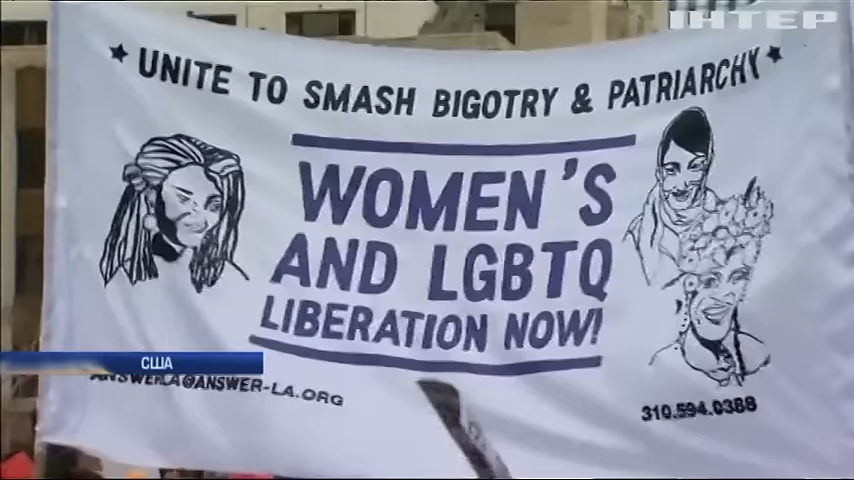 ІНТЕР
★ UNITE TO SMASH BIGOTRY & PATRIARCHY ★
WOMEN'S
AND LGBTQ
LIBERATION NOW!
США
ANSWERLA@ANSWER-LA.ORG
310.594.0388